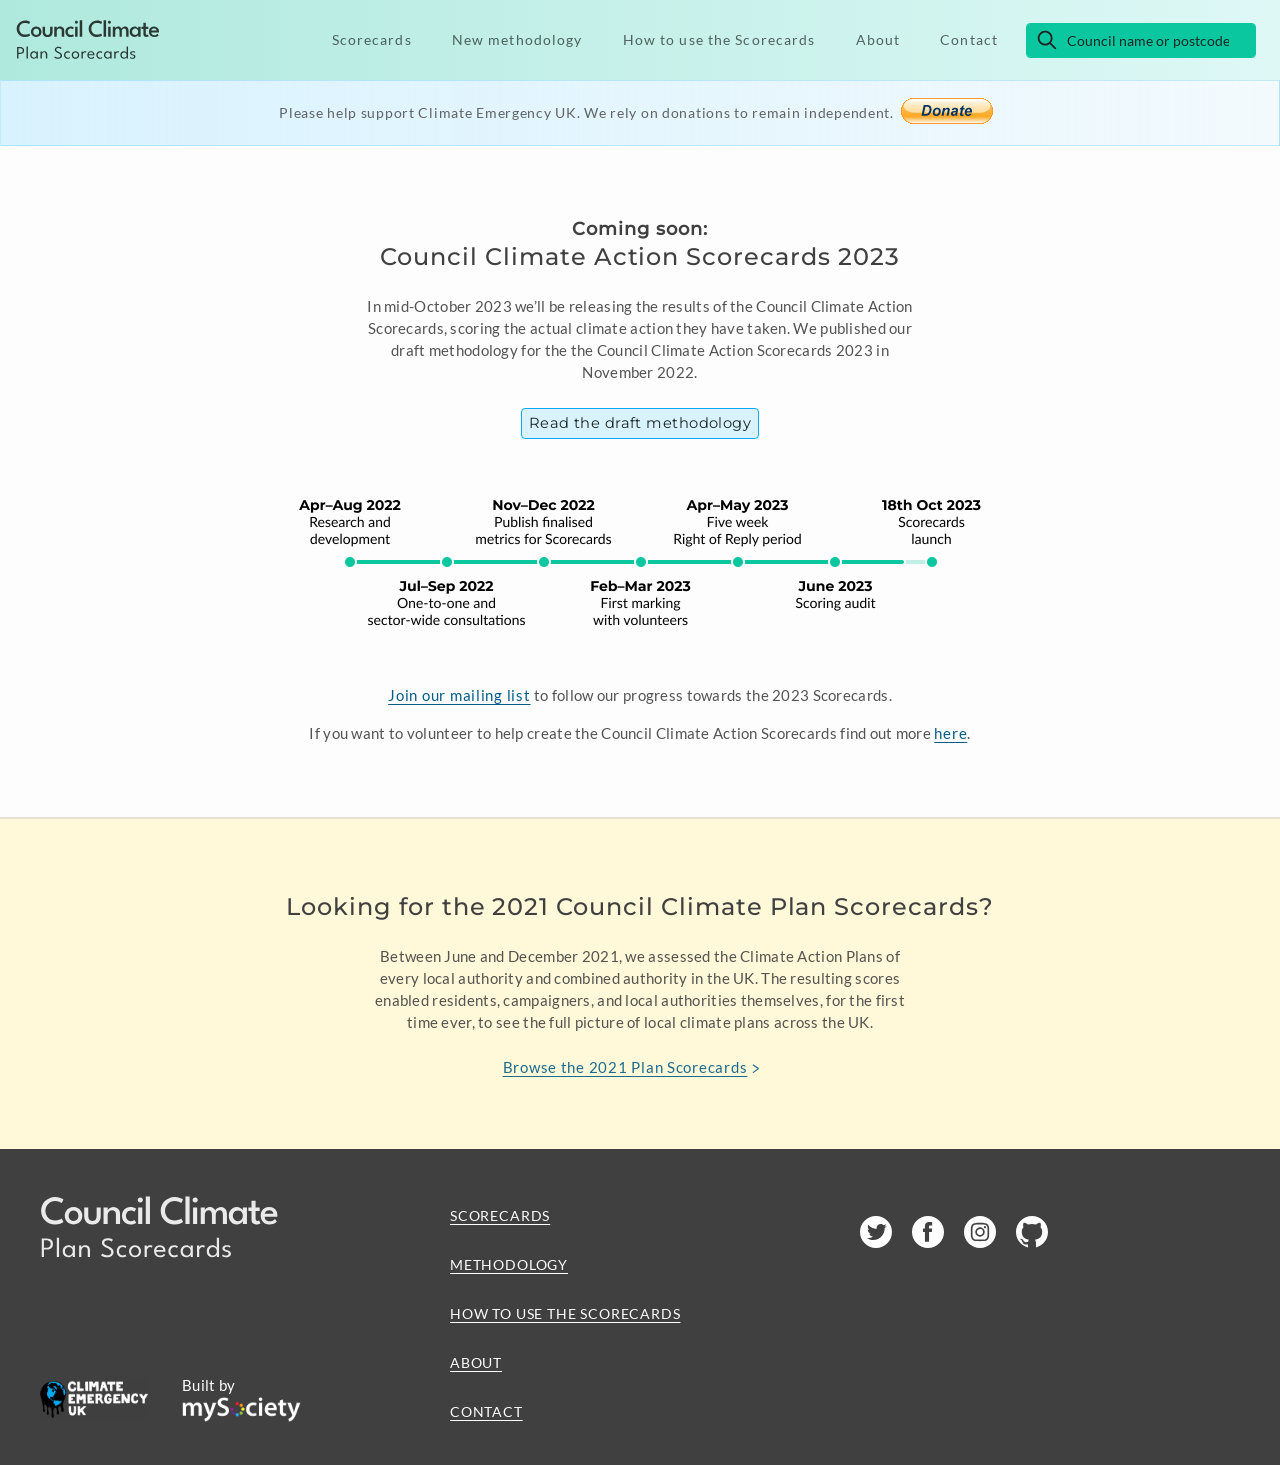 Council Climate
Plan Scorecards
Scorecards
New methodology
How to use the Scorecards
About
Contact
Council name or postcode
Please help support Climate Emergency UK. We rely on donations to remain independent.
Donate
Coming soon:
Council Climate Action Scorecards 2023
In mid-October 2023 we’ll be releasing the results of the Council Climate Action
Scorecards, scoring the actual climate action they have taken. We published our
draft methodology for the the Council Climate Action Scorecards 2023 in
November 2022.
Read the draft methodology
Apr–Aug 2022
Research and
development
Nov–Dec 2022
Publish finalised
metrics for Scorecards
Apr–May 2023
Five week
Right of Reply period
18th Oct 2023
Scorecards
launch
Jul–Sep 2022
One-to-one and
sector-wide consultations
Feb–Mar 2023
First marking
with volunteers
June 2023
Scoring audit
Join our mailing list to follow our progress towards the 2023 Scorecards.
If you want to volunteer to help create the Council Climate Action Scorecards find out more here.
Looking for the 2021 Council Climate Plan Scorecards?
Between June and December 2021, we assessed the Climate Action Plans of
every local authority and combined authority in the UK. The resulting scores
enabled residents, campaigners, and local authorities themselves, for the first
time ever, to see the full picture of local climate plans across the UK.
Browse the 2021 Plan Scorecards >
Council Climate
Plan Scorecards
SCORECARDS
METHODOLOGY
HOW TO USE THE SCORECARDS
ABOUT
CONTACT
CLIMATE
EMERGENCY
UK
Built by
mySociety